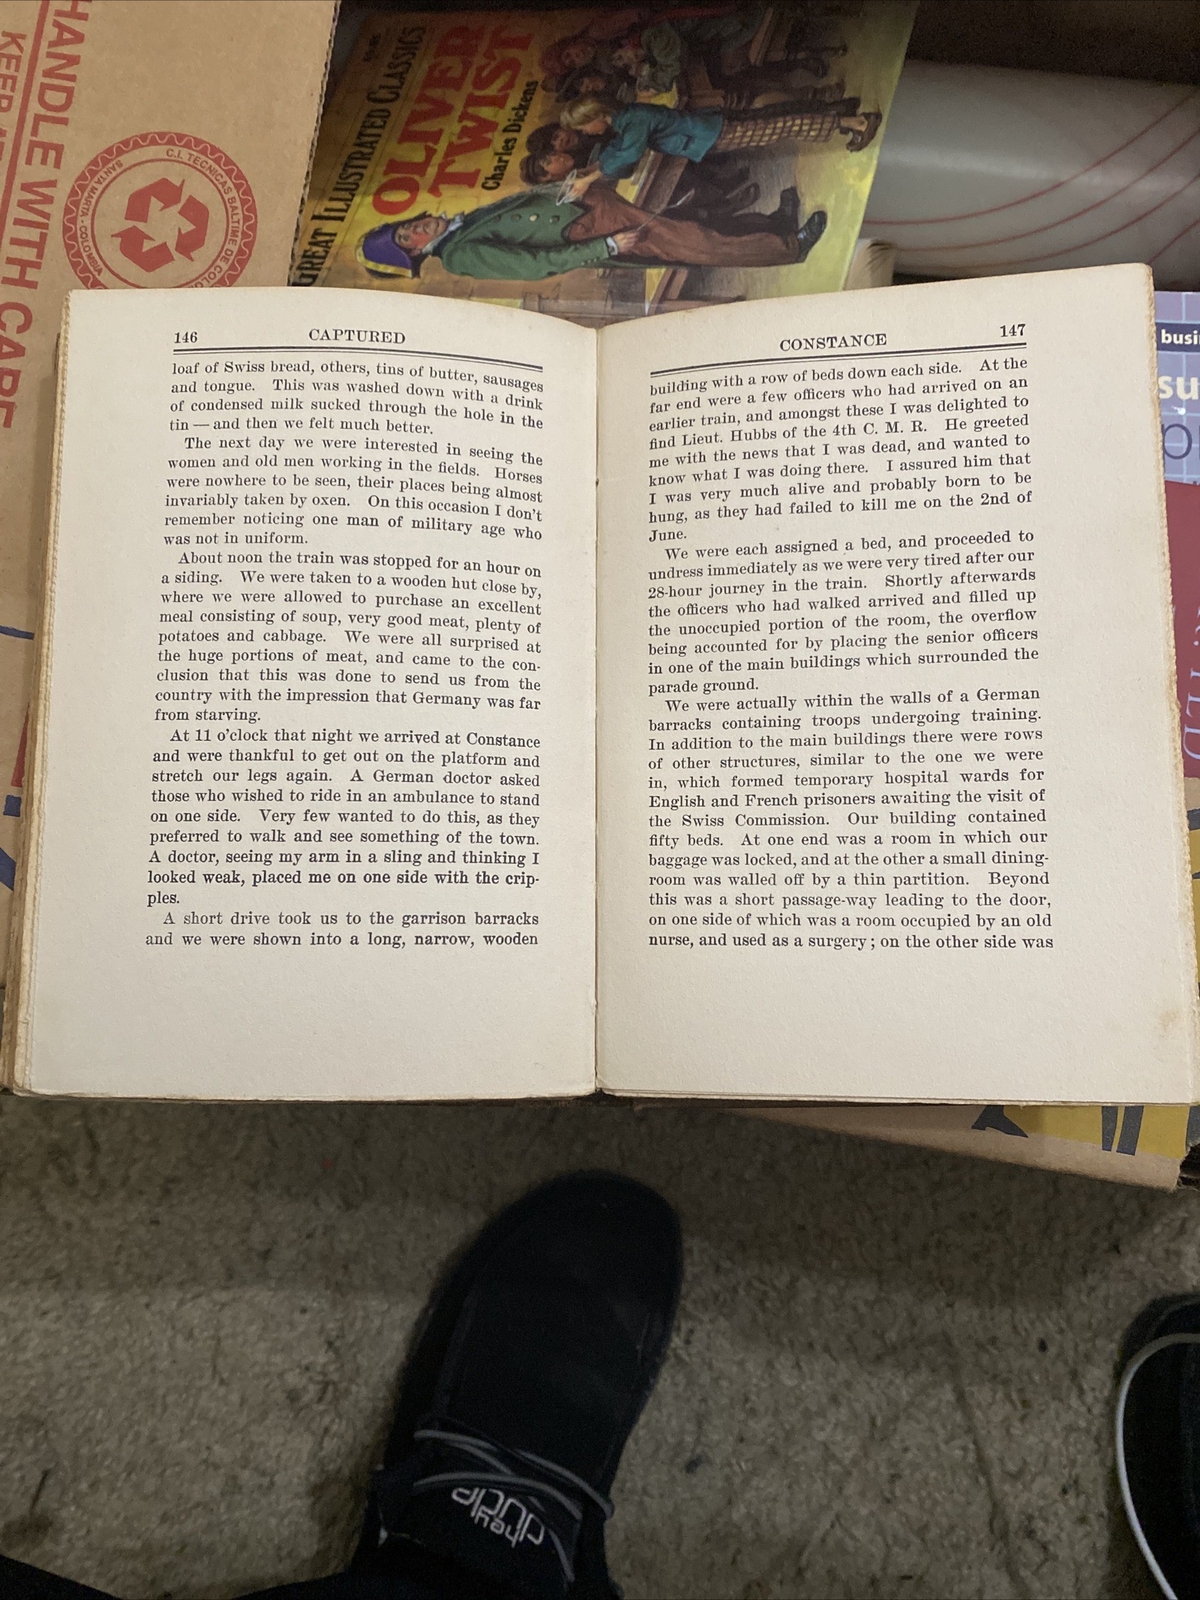 HANDLE WITH CARE
KEEP
C.I. TECNICAS BALTIME DE COLO
SANTA MARTA - COLOMBIA
GREAT ILLUSTRATED CLASSICS
OLIVER
TWIST
Charles Dickens
busi
su
146 CAPTURED
loaf of Swiss bread, others, tins of butter, sausages
and tongue. This was washed down with a drink
of condensed milk sucked through the hole in the
tin — and then we felt much better.
The next day we were interested in seeing the
women and old men working in the fields. Horses
were nowhere to be seen, their places being almost
invariably taken by oxen. On this occasion I don't
remember noticing one man of military age who
was not in uniform.
About noon the train was stopped for an hour on
a siding. We were taken to a wooden hut close by,
where we were allowed to purchase an excellent
meal consisting of soup, very good meat, plenty of
potatoes and cabbage. We were all surprised at
the huge portions of meat, and came to the con-
clusion that this was done to send us from the
country with the impression that Germany was far
from starving.
At 11 o'clock that night we arrived at Constance
and were thankful to get out on the platform and
stretch our legs again. A German doctor asked
those who wished to ride in an ambulance to stand
on one side. Very few wanted to do this, as they
preferred to walk and see something of the town.
A doctor, seeing my arm in a sling and thinking I
looked weak, placed me on one side with the crip-
ples.
A short drive took us to the garrison barracks
and we were shown into a long, narrow, wooden
CONSTANCE 147
building with a row of beds down each side. At the
far end were a few officers who had arrived on an
earlier train, and amongst these I was delighted to
find Lieut. Hubbs of the 4th C. M. R. He greeted
me with the news that I was dead, and wanted to
know what I was doing there. I assured him that
I was very much alive and probably born to be
hung, as they had failed to kill me on the 2nd of
June.
We were each assigned a bed, and proceeded to
undress immediately as we were very tired after our
28-hour journey in the train. Shortly afterwards
the officers who had walked arrived and filled up
the unoccupied portion of the room, the overflow
being accounted for by placing the senior officers
in one of the main buildings which surrounded the
parade ground.
We were actually within the walls of a German
barracks containing troops undergoing training.
In addition to the main buildings there were rows
of other structures, similar to the one we were
in, which formed temporary hospital wards for
English and French prisoners awaiting the visit of
the Swiss Commission. Our building contained
fifty beds. At one end was a room in which our
baggage was locked, and at the other a small dining-
room was walled off by a thin partition. Beyond
this was a short passage-way leading to the door,
on one side of which was a room occupied by an old
nurse, and used as a surgery; on the other side was
hey
dude